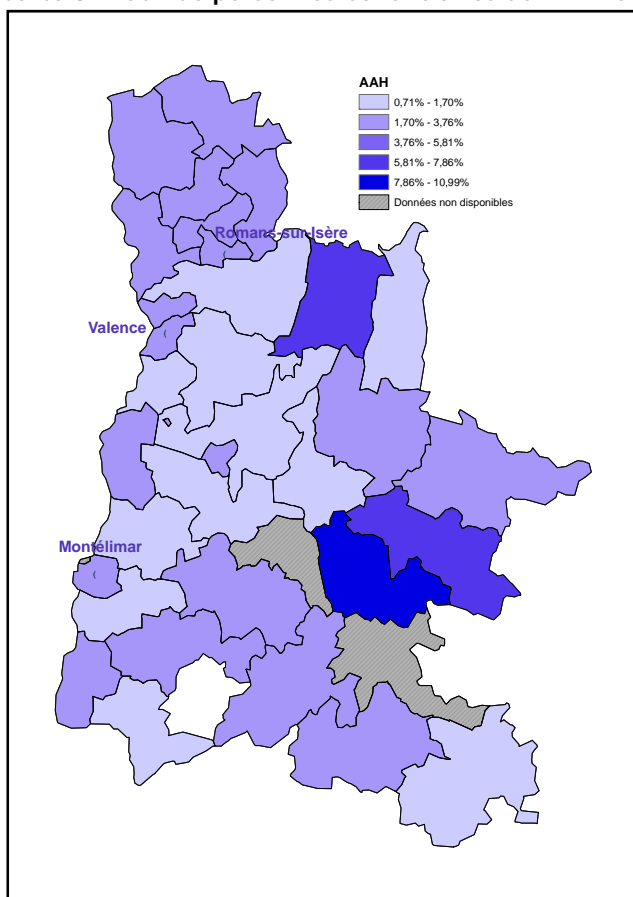 AAH
0,71% - 1,70%
1,70% - 3,76%
3,76% - 5,81%
5,81% - 7,86%
7,86% - 10,99%
Données non disponibles
Romans-sur-Isère
Valence
Montélimar